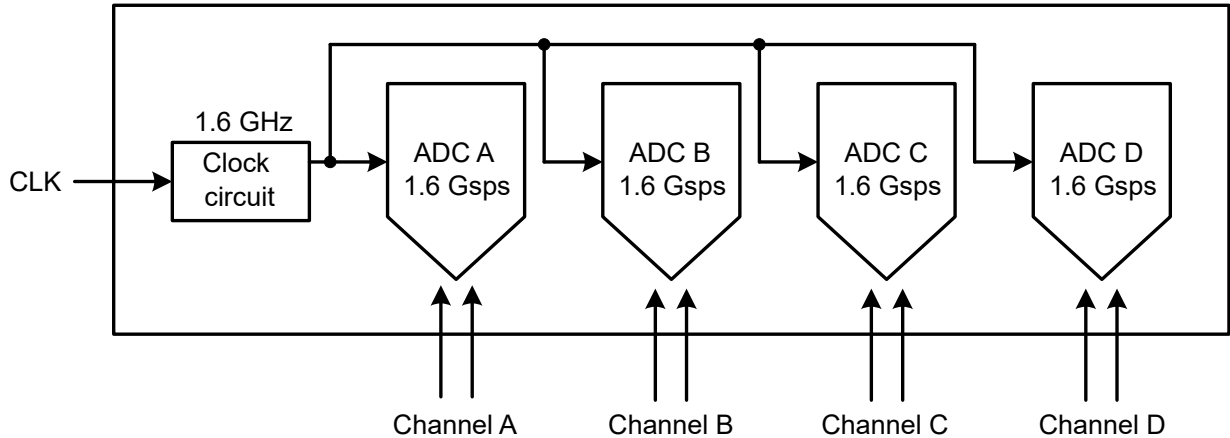 1.6 GHz
CLK
Clock
circuit
ADC A
1.6 Gsps
ADC B
1.6 Gsps
ADC C
1.6 Gsps
ADC D
1.6 Gsps
Channel A
Channel B
Channel C
Channel D